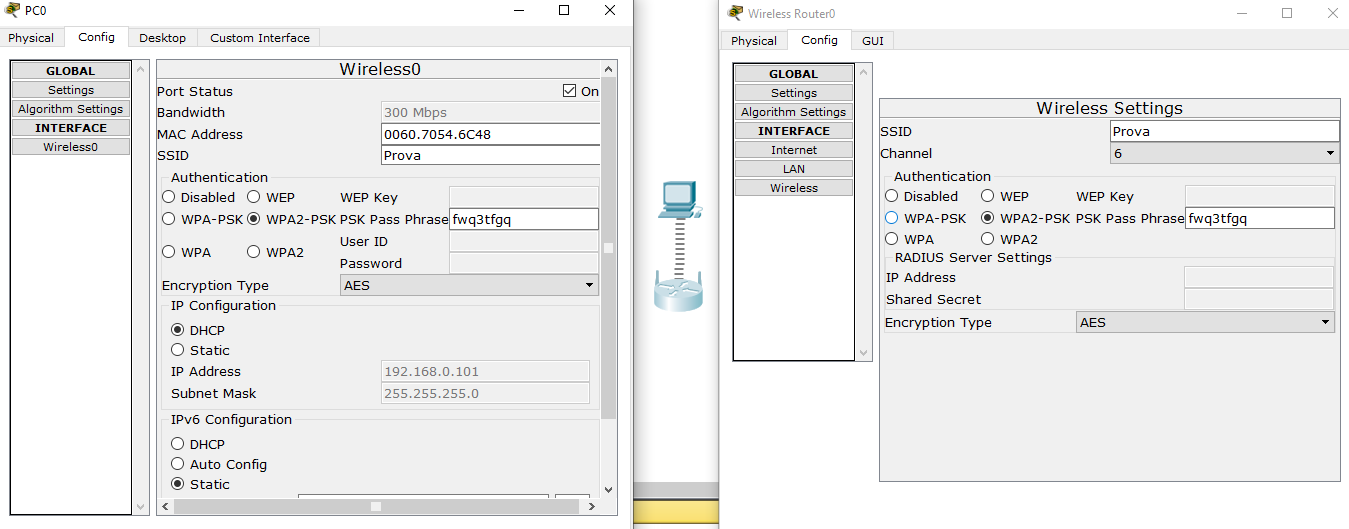 PC0
Physical Config Desktop Custom Interface
GLOBAL
Settings
Algorithm Settings
INTERFACE
Wireless0
Wireless0
Port Status On
Bandwidth 300 Mbps
MAC Address 0060.7054.6C48
SSID Prova
Authentication
Disabled WEP WEP Key
WPA-PSK WPA2-PSK PSK Pass Phrase fwq3tfgq
User ID
WPA WPA2
Password
Encryption Type AES
IP Configuration
DHCP
Static
IP Address 192.168.0.101
Subnet Mask 255.255.255.0
IPv6 Configuration
DHCP
Auto Config
Static
Wireless Router0
Physical Config GUI
GLOBAL
Settings
Algorithm Settings
INTERFACE
Internet
LAN
Wireless
Wireless Settings
SSID Prova
Channel 6
Authentication
Disabled WEP WEP Key
WPA-PSK WPA2-PSK PSK Pass Phrase fwq3tfgq
WPA WPA2
RADIUS Server Settings
IP Address
Shared Secret
Encryption Type AES